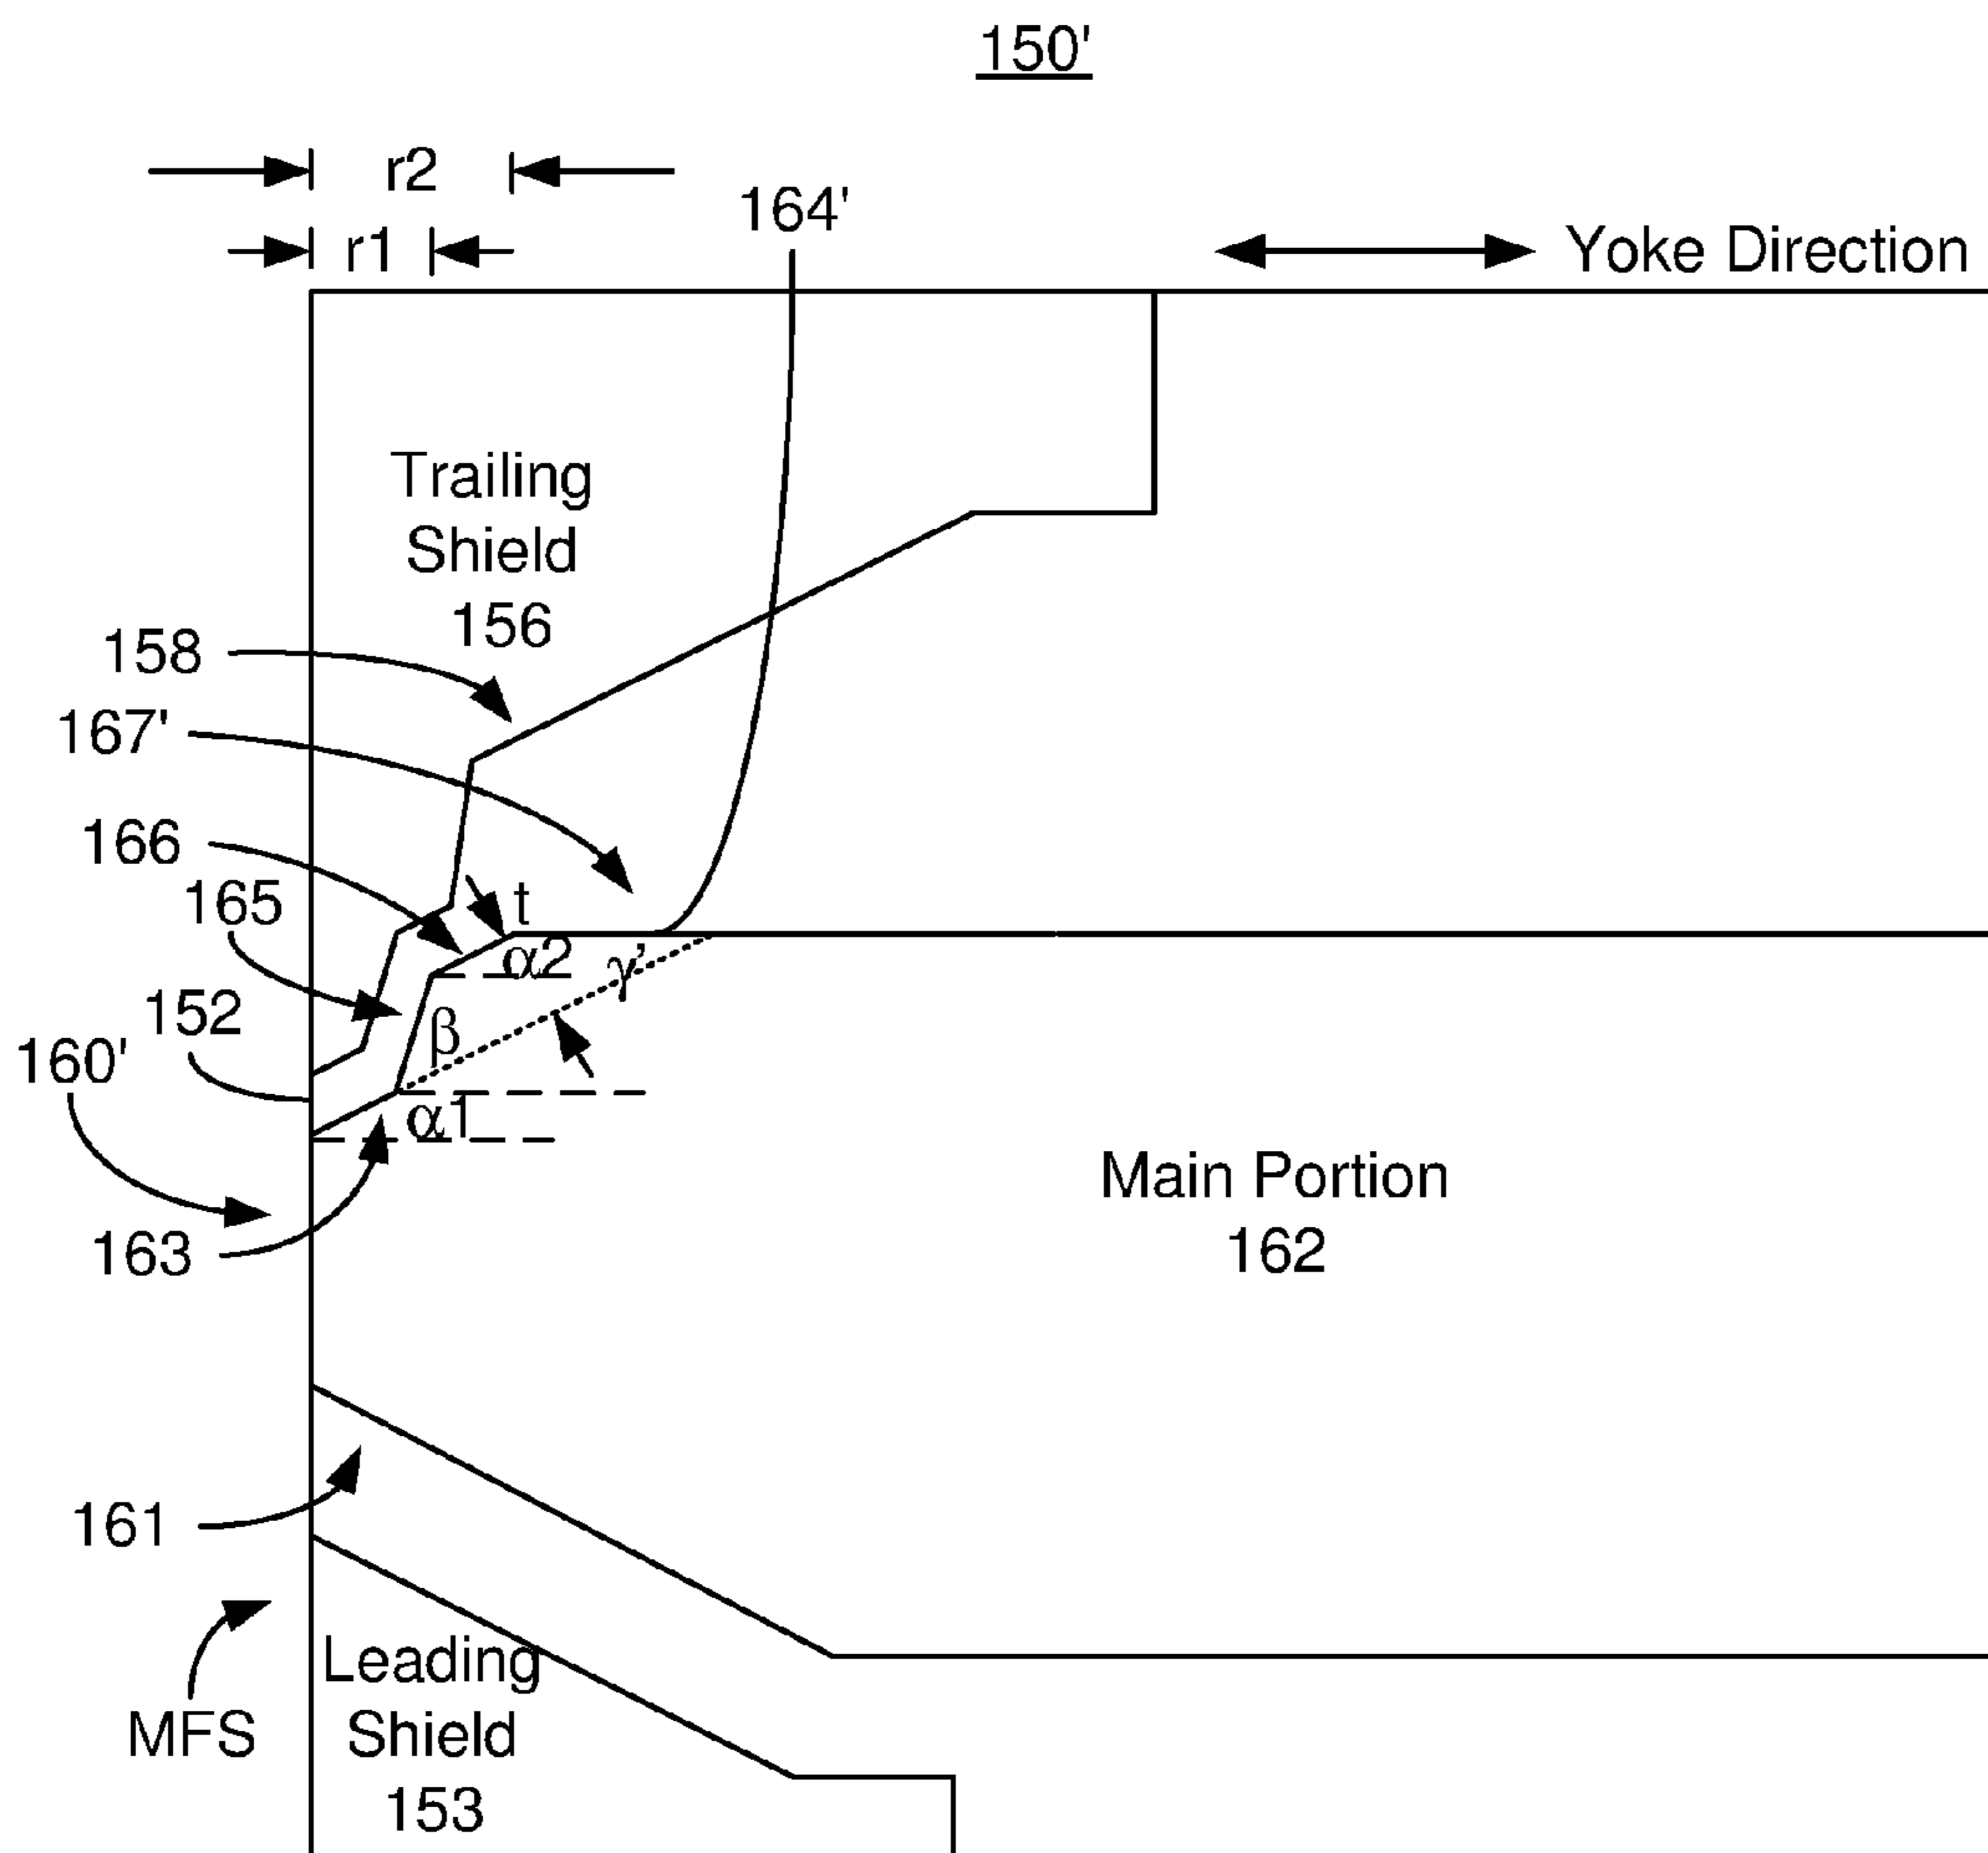 150'
r2
164'
r1
Yoke Direction
Trailing
Shield
156
158
167'
166
165
t
α2
γ'
152
β
160'
α1
Main Portion
162
163
161
Leading
Shield
153
MFS